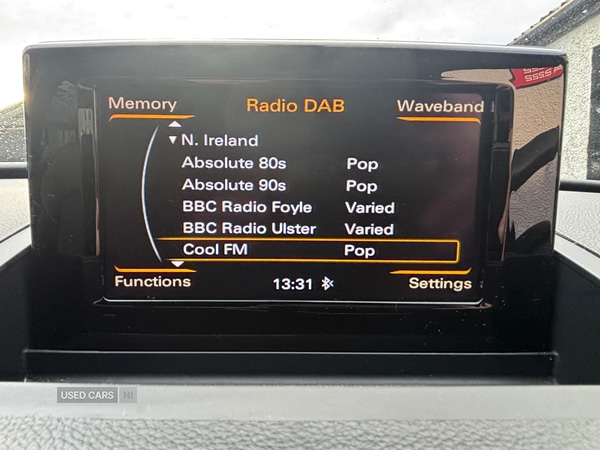 Memory Radio DAB Waveband
N. Ireland
Absolute 80s Pop
Absolute 90s Pop
BBC Radio Foyle Varied
BBC Radio Ulster Varied
Cool FM Pop
Functions 13:31 Settings
USED CARS NI